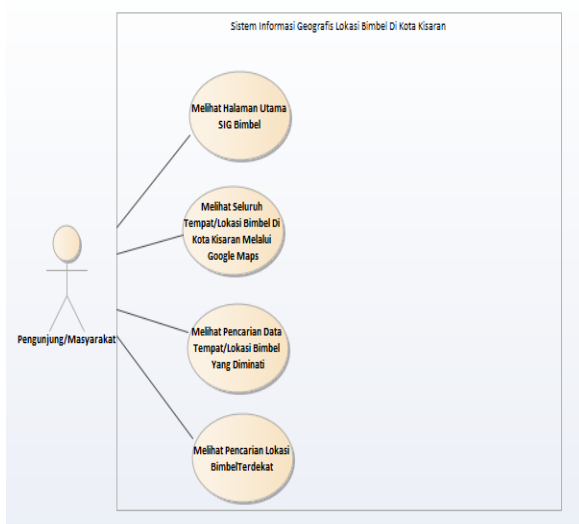 Sistem Informasi Geografis Lokasi Bimbel Di Kota Kisaran
Melihat Halaman Utama
SIG Bimbel
Melihat Seluruh
Tempat/Lokasi Bimbel Di
Kota Kisaran Melalui
Google Maps
Pengunjung/Masyarakat
Melihat Pencarian Data
Tempat/Lokasi Bimbel
Yang Diminati
Melihat Pencarian Lokasi
BimbelTerdekat